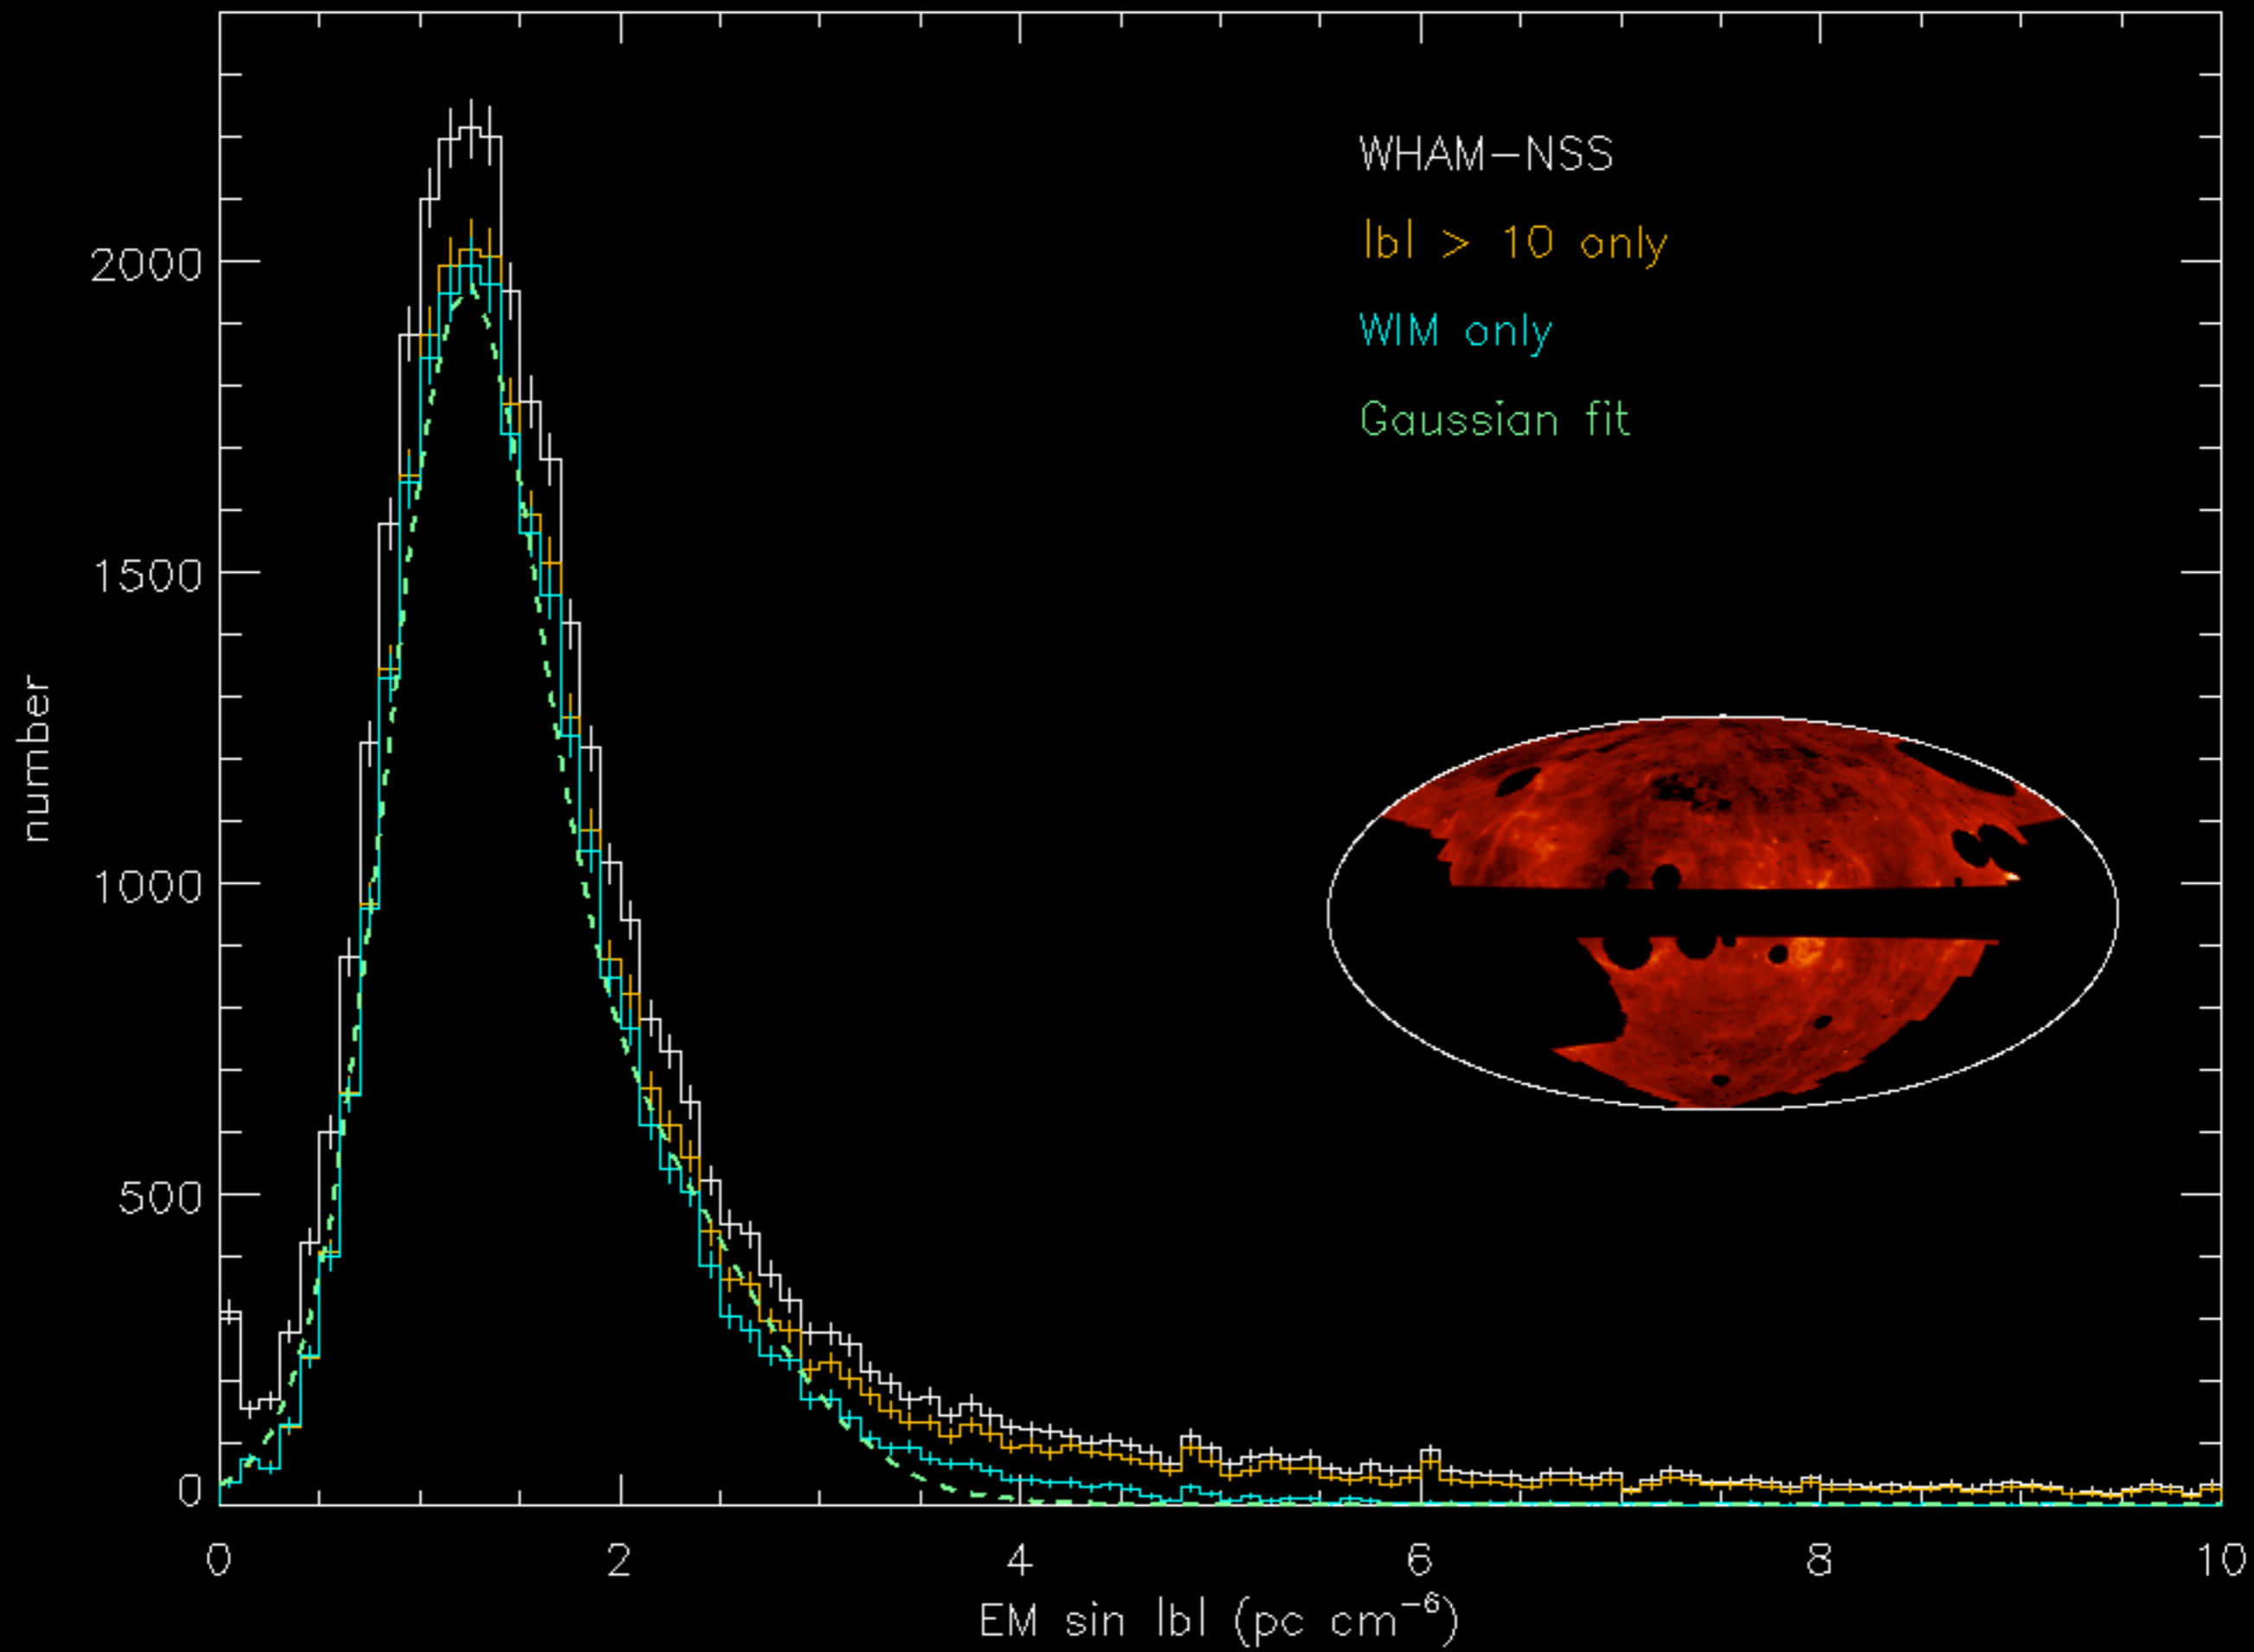 WHAM-NSS
|b| > 10 only
WIM only
Gaussian fit
2000
1500
1000
500
0
number
0 2 4 6 8 10
EM sin |b| (pc cm⁻⁶)